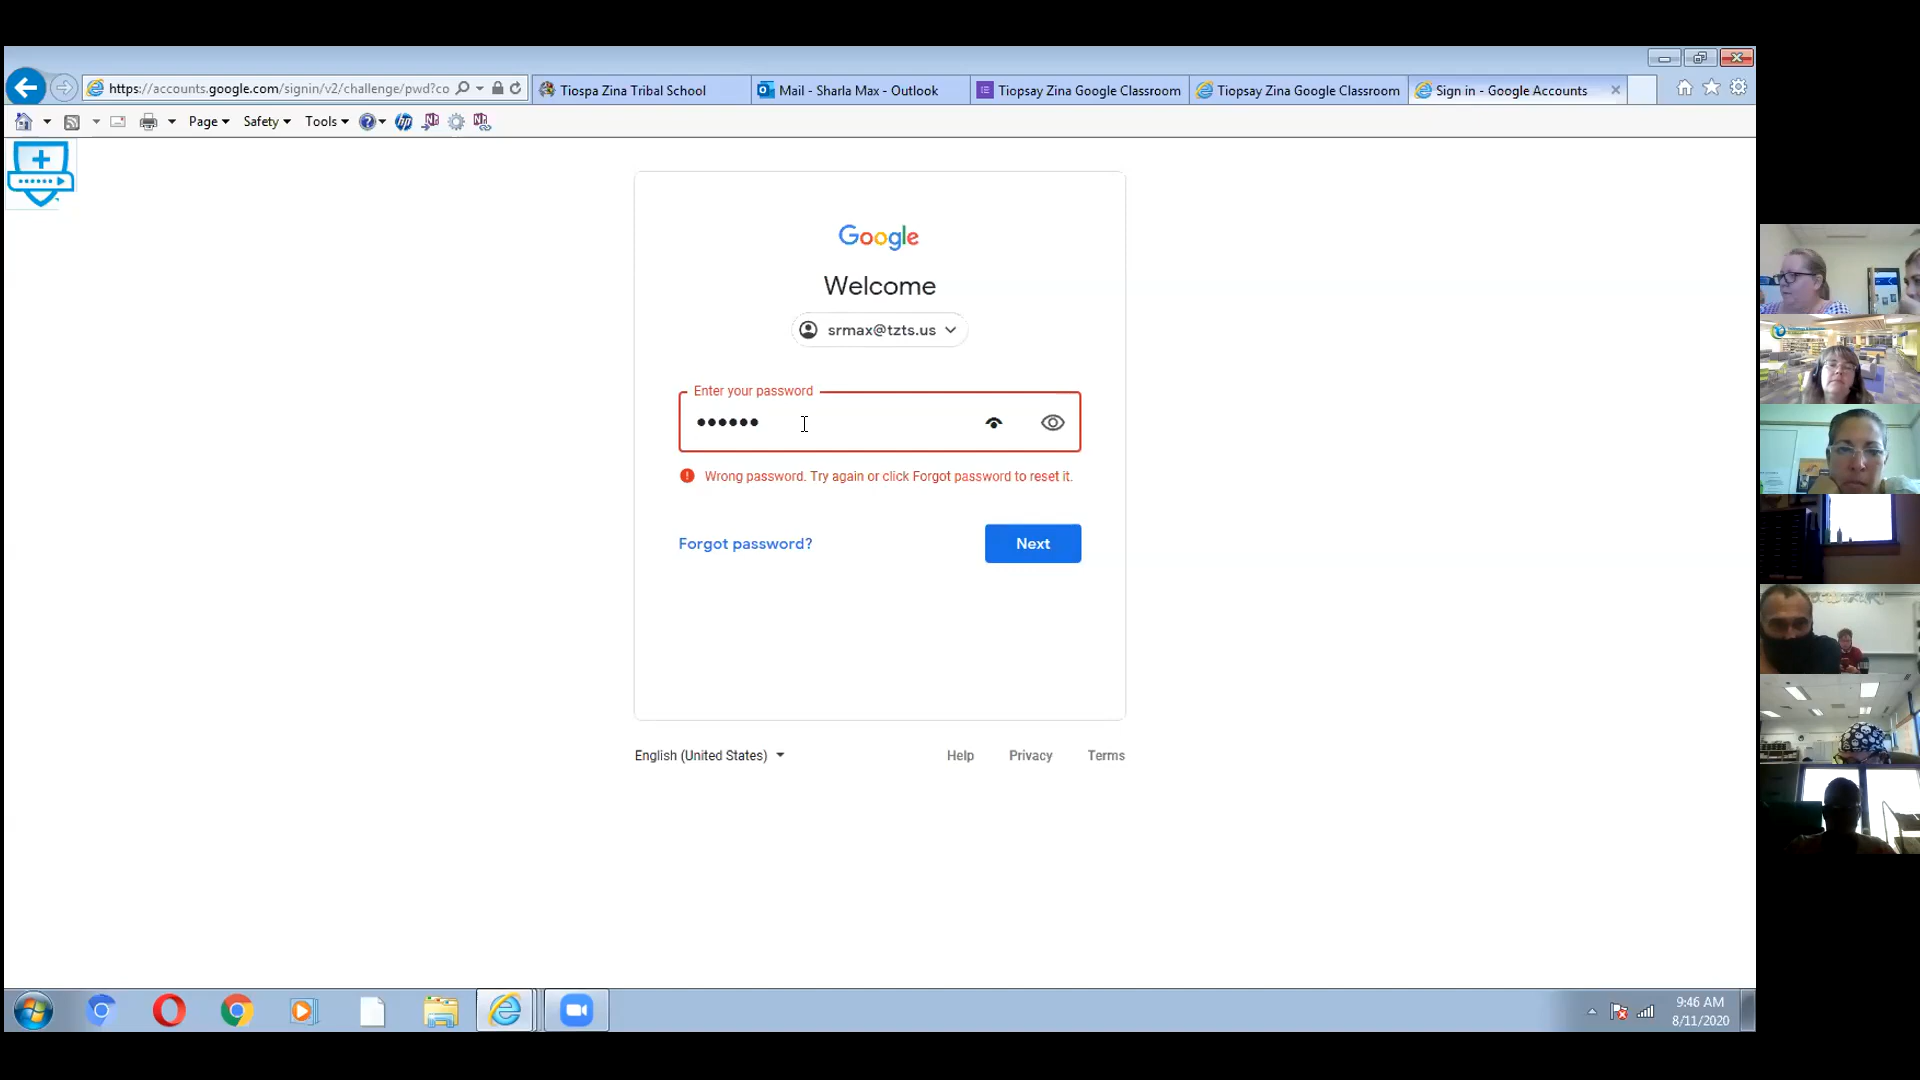 https://accounts.google.com/signin/v2/challenge/pwd?co
Tiospa Zina Tribal School
Mail - Sharla Max - Outlook
Tiopsay Zina Google Classroom
Tiopsay Zina Google Classroom
Sign in - Google Accounts
Page
Safety
Tools
Google
Welcome
srmax@tzts.us
Enter your password
Wrong password. Try again or click Forgot password to reset it.
Forgot password?
Next
English (United States)
Help
Privacy
Terms
9:46 AM
8/11/2020